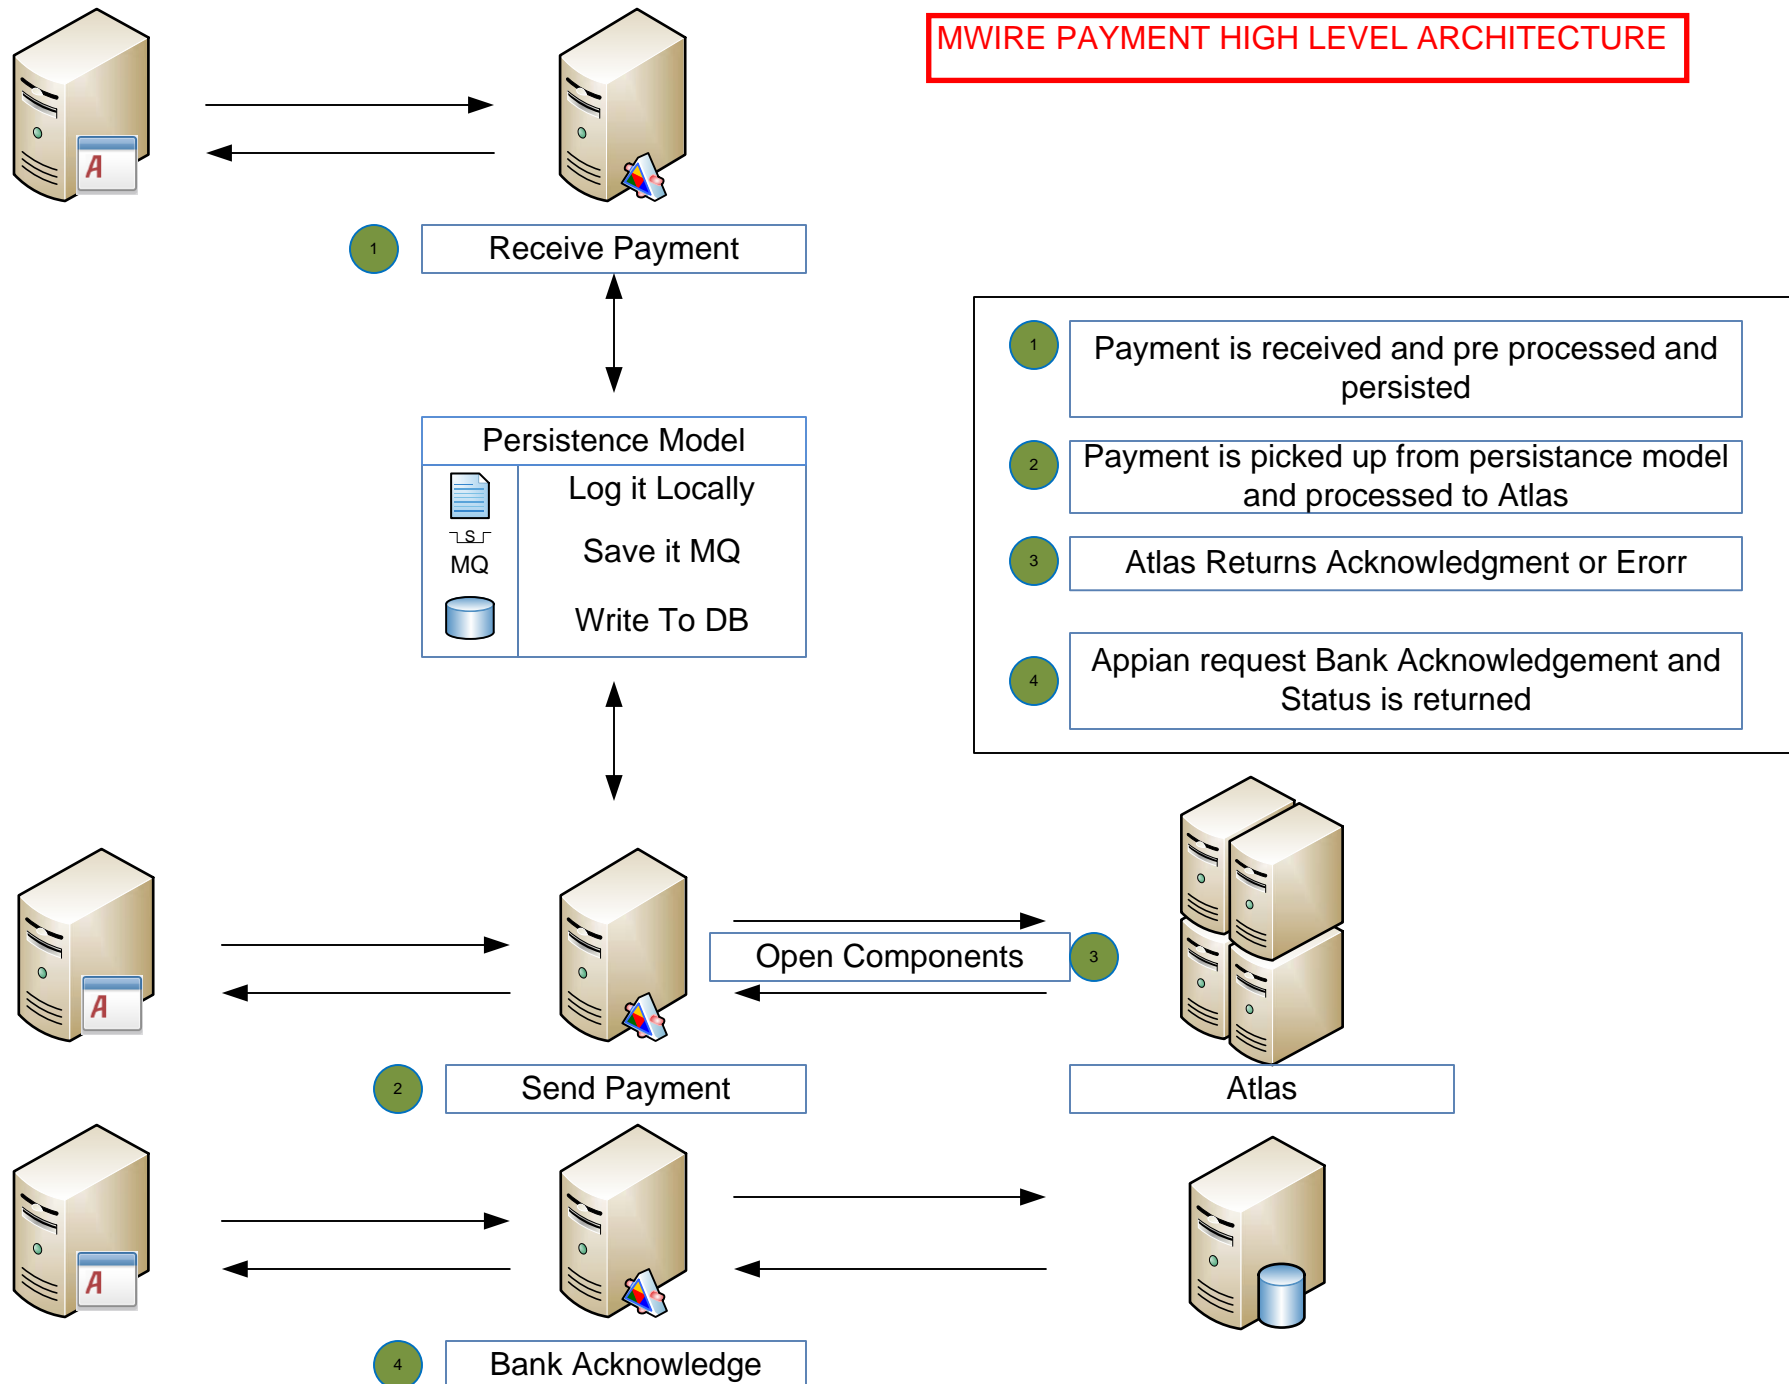 MWIRE PAYMENT HIGH LEVEL ARCHITECTURE
A
1
Receive Payment
Persistence Model
Log it Locally
S
MQ
Save it MQ
Write To DB
1
Payment is received and pre processed and
persisted
2
Payment is picked up from persistance model
and processed to Atlas
3
Atlas Returns Acknowledgment or Erorr
4
Appian request Bank Acknowledgement and
Status is returned
A
Open Components
3
2
Send Payment
Atlas
A
4
Bank Acknowledge